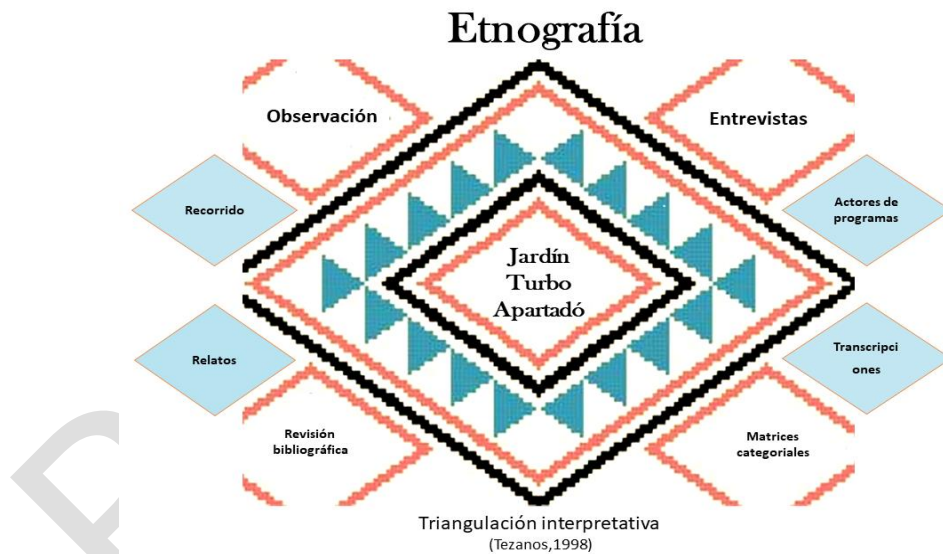 Etnografía
Observación
Entrevistas
Recorrido
Actores de
programas
Jardín
Turbo
Apartadó
Relatos
Transcripci
ones
Revisión
bibliográfica
Matrices
categoriales
Triangulación interpretativa
(Tezanos,1998)